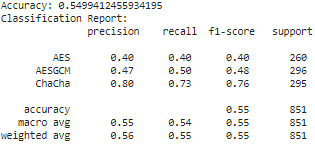 Accuracy: 0.5499412455934195
Classification Report:
precision recall f1-score support
AES 0.40 0.40 0.40 260
AESGCM 0.47 0.50 0.48 296
ChaCha 0.80 0.73 0.76 295
accuracy 0.55 851
macro avg 0.55 0.54 0.55 851
weighted avg 0.56 0.55 0.55 851